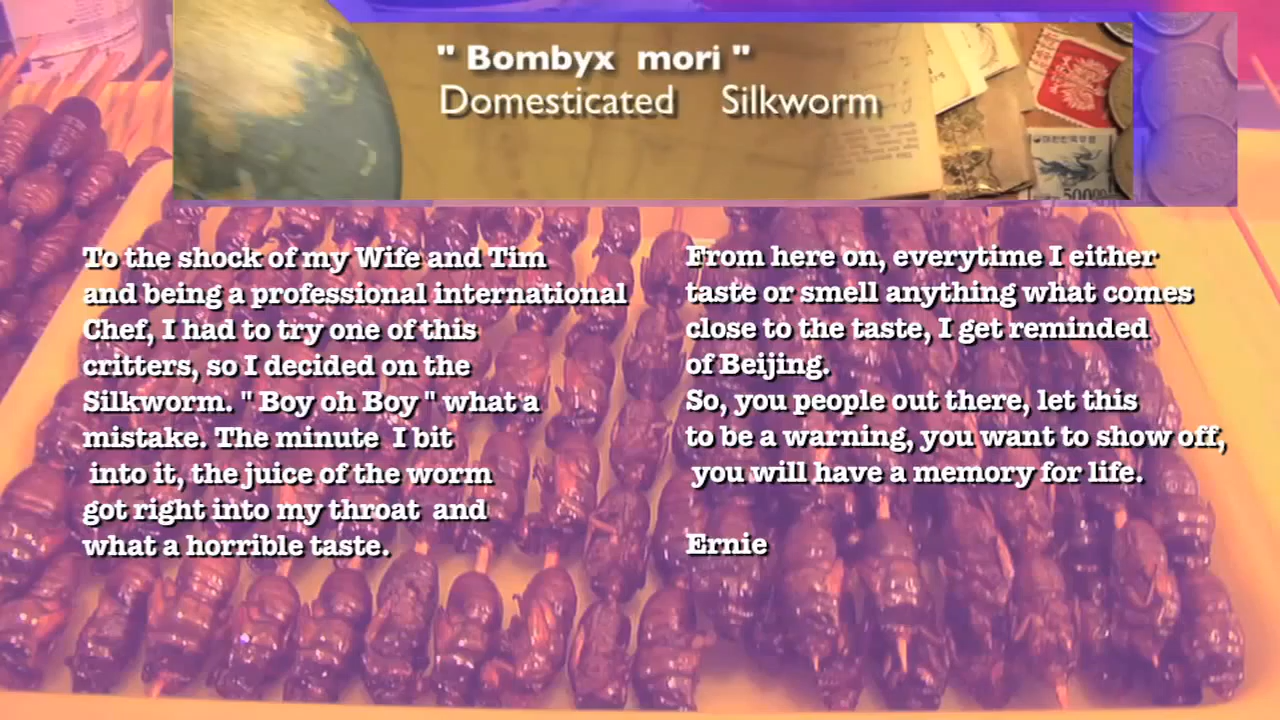 " Bombyx mori "
Domesticated Silkworm
To the shock of my Wife and Tim
and being a professional international
Chef, I had to try one of this
critters, so I decided on the
Silkworm. " Boy oh Boy " what a
mistake. The minute I bit
into it, the juice of the worm
got right into my throat and
what a horrible taste.
From here on, everytime I either
taste or smell anything what comes
close to the taste, I get reminded
of Beijing.
So, you people out there, let this
to be a warning, you want to show off,
you will have a memory for life.
Ernie